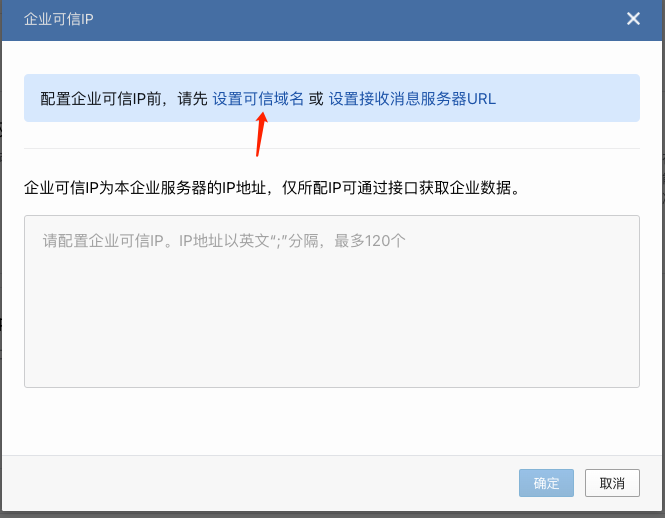 企业可信IP
配置企业可信IP前，请先 设置可信域名 或 设置接收消息服务器URL
企业可信IP为本企业服务器的IP地址，仅所配IP可通过接口获取企业数据。
请配置企业可信IP。IP地址以英文“;”分隔，最多120个
确定
取消